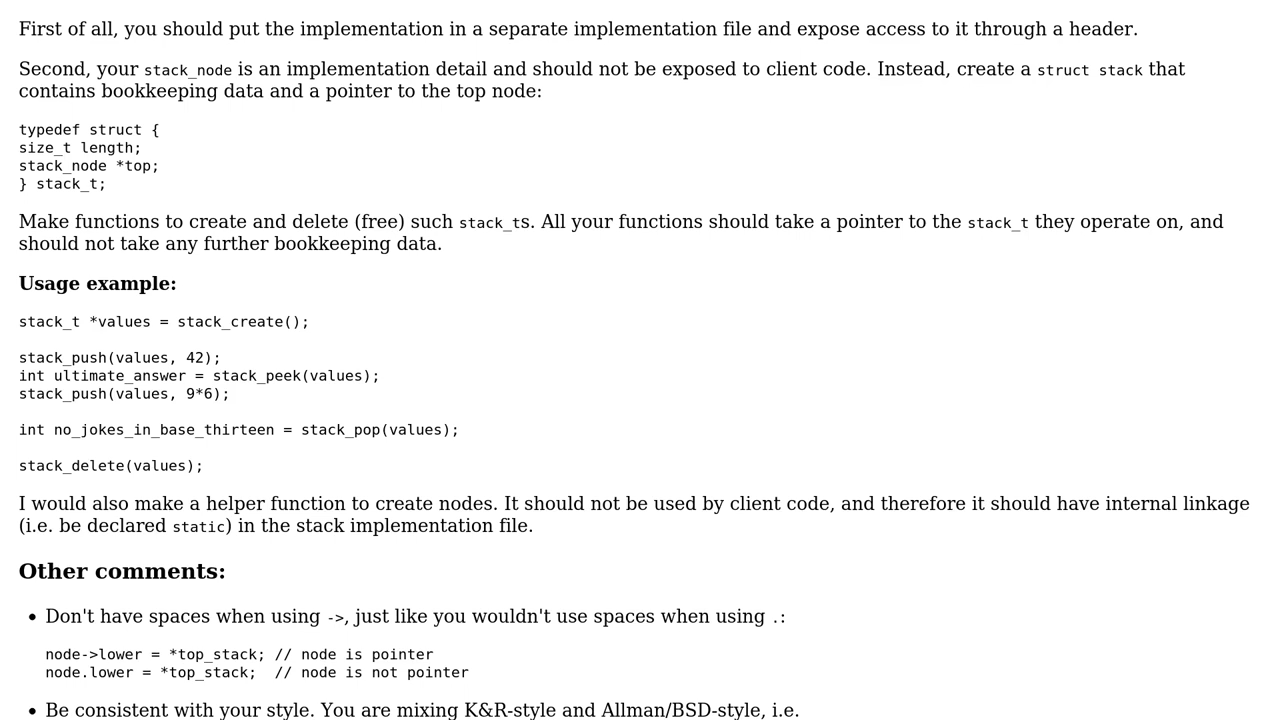 First of all, you should put the implementation in a separate implementation file and expose access to it through a header.
Second, your stack_node is an implementation detail and should not be exposed to client code. Instead, create a struct stack that
contains bookkeeping data and a pointer to the top node:
typedef struct {
size_t length;
stack_node *top;
} stack_t;
Make functions to create and delete (free) such stack_ts. All your functions should take a pointer to the stack_t they operate on, and
should not take any further bookkeeping data.
Usage example:
stack_t *values = stack_create();
stack_push(values, 42);
int ultimate_answer = stack_peek(values);
stack_push(values, 9*6);
int no_jokes_in_base_thirteen = stack_pop(values);
stack_delete(values);
I would also make a helper function to create nodes. It should not be used by client code, and therefore it should have internal linkage
(i.e. be declared static) in the stack implementation file.
Other comments:
• Don't have spaces when using ->, just like you wouldn't use spaces when using .:
node->lower = *top_stack; // node is pointer
node.lower = *top_stack;  // node is not pointer
• Be consistent with your style. You are mixing K&R-style and Allman/BSD-style, i.e.